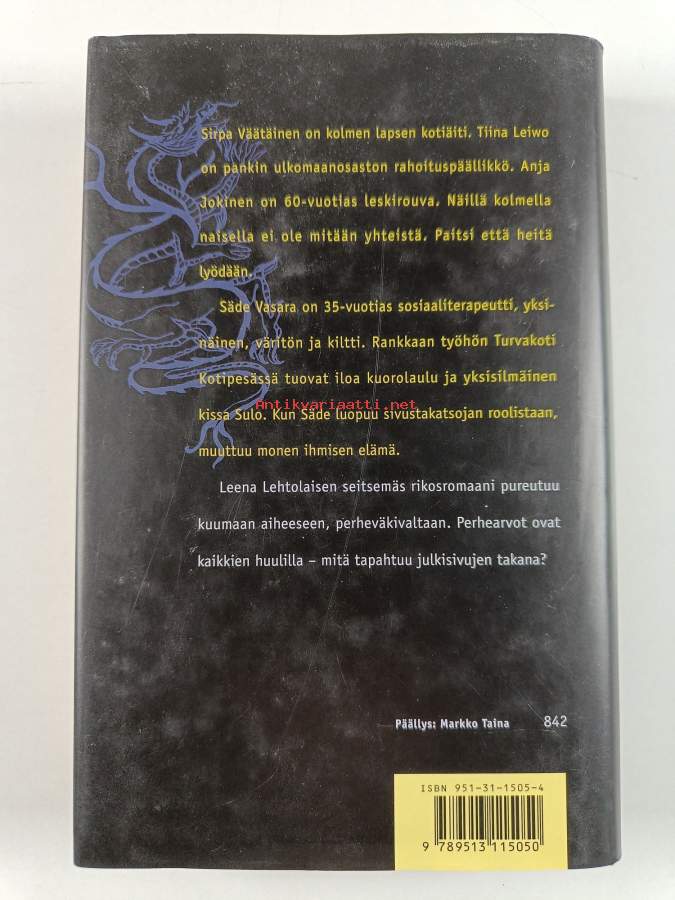 Sirpa Väätäinen on kolmen lapsen kotiäiti. Tiina Leiwo
on pankin ulkomaanosaston rahoituspäällikkö. Anja
Jokinen on 60-vuotias leskirouva. Näillä kolmella
naisella ei ole mitään yhteistä. Paitsi että heitä
lyödään.
Säde Vasara on 35-vuotias sosiaaliterapeutti, yksi-
näinen, väritön ja kiltti. Rankkaan työhön Turvakoti
Kotipesässä tuovat iloa kuorolaulu ja yksisilmäinen
Antikvariaatti.net
kissa Sulo. Kun Säde luopuu sivustakatsojan roolistaan,
muuttuu monen ihmisen elämä.
Leena Lehtolaisen seitsemäs rikosromaani pureutuu
kuumaan aiheeseen, perheväkivaltaan. Perhearvot ovat
kaikkien huulilla – mitä tapahtuu julkisivujen takana?
Päällys: Markko Taina 842
ISBN 951-31-1505-4
9 789513 115050